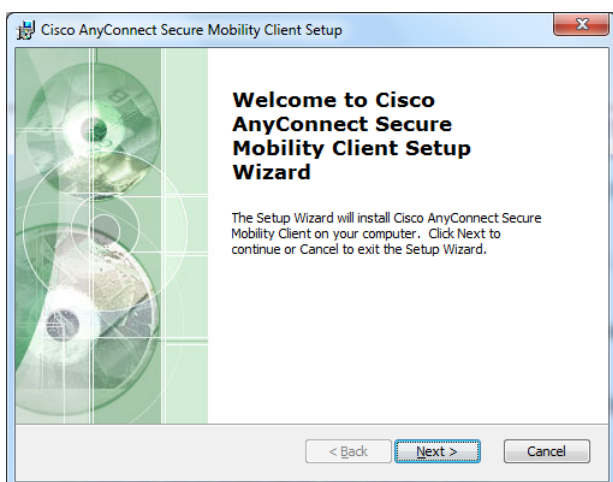 Cisco AnyConnect Secure Mobility Client Setup
Welcome to Cisco
AnyConnect Secure
Mobility Client Setup
Wizard
The Setup Wizard will install Cisco AnyConnect Secure
Mobility Client on your computer.  Click Next to
continue or Cancel to exit the Setup Wizard.
< Back
Next >
Cancel